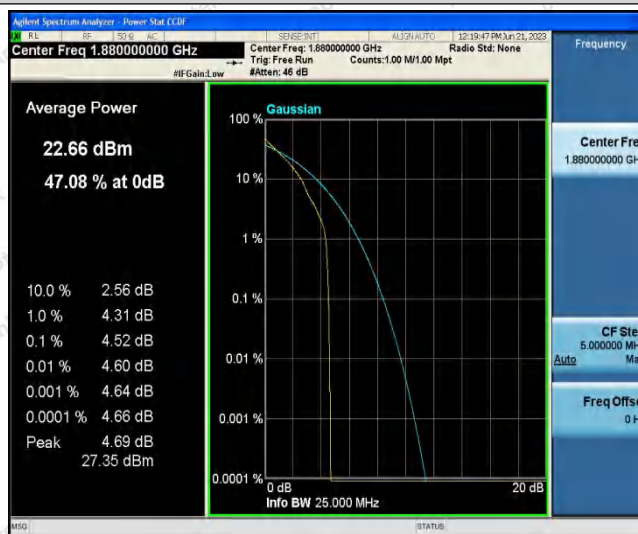 Agilent Spectrum Analyzer - Power Stat CCDF
RL RF 50 Ω AC SENSE:INT ALIGN AUTO 12:19:47 PM Jun 21, 2023
Center Freq 1.880000000 GHz
Center Freq: 1.880000000 GHz Radio Std: None
Trig: Free Run Counts:1.00 M/1.00 Mpt
#IFGain:Low #Atten: 46 dB
Frequency
Average Power
22.66 dBm
47.08 % at 0dB
10.0 % 2.56 dB
1.0 % 4.31 dB
0.1 % 4.52 dB
0.01 % 4.60 dB
0.001 % 4.64 dB
0.0001 % 4.66 dB
Peak 4.69 dB
27.35 dBm
Gaussian
100 %
10 %
1 %
0.1 %
0.01 %
0.001 %
0.0001 %
0 dB 20 dB
Info BW 25.000 MHz
Center Fre
1.880000000 GH
CF Ste
5.000000 MH
Auto Ma
Freq Offse
0 H
MSG STATUS